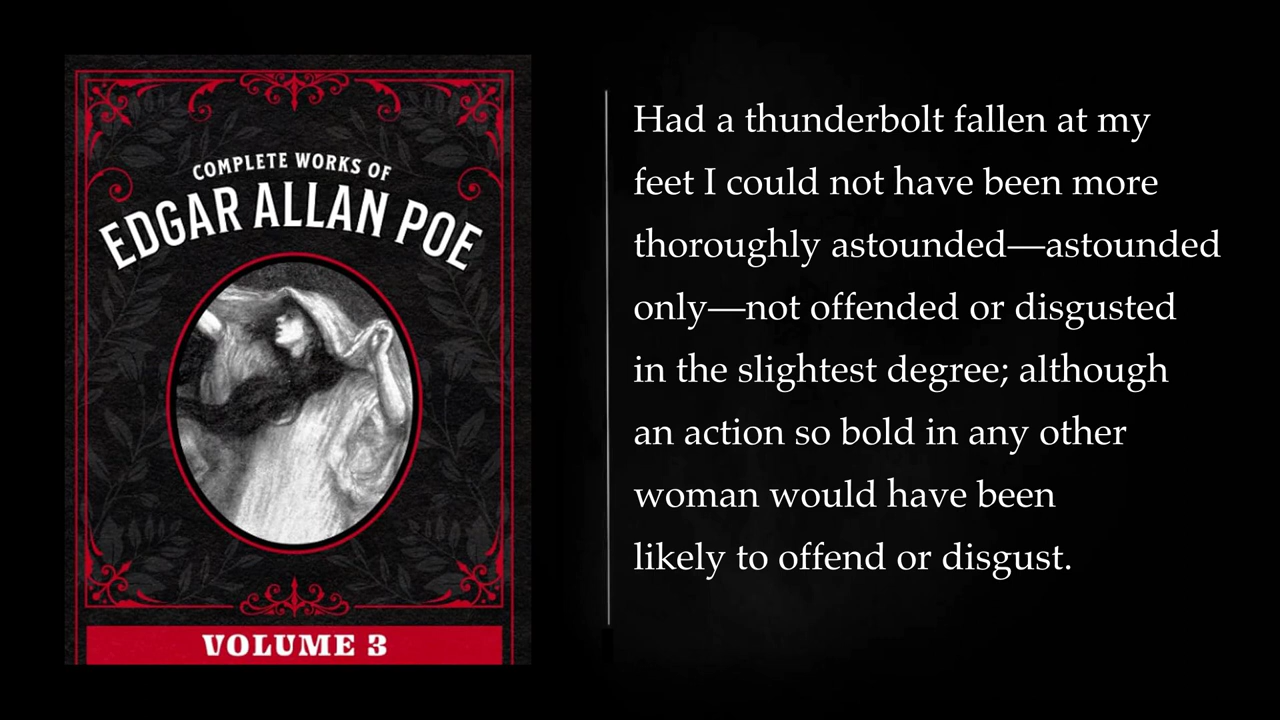 COMPLETE WORKS OF
EDGAR ALLAN POE
VOLUME 3
Had a thunderbolt fallen at my
feet I could not have been more
thoroughly astounded—astounded
only—not offended or disgusted
in the slightest degree; although
an action so bold in any other
woman would have been
likely to offend or disgust.